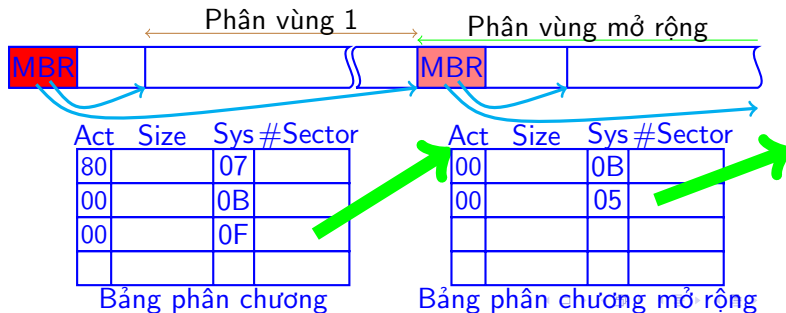 Phân vùng 1 Phân vùng mở rộng
MBR MBR
Act Size Sys #Sector Act Size Sys #Sector
80 07 00 0B
00 0B 00 05
00 0F
Bảng phân chương Bảng phân chương mở rộng